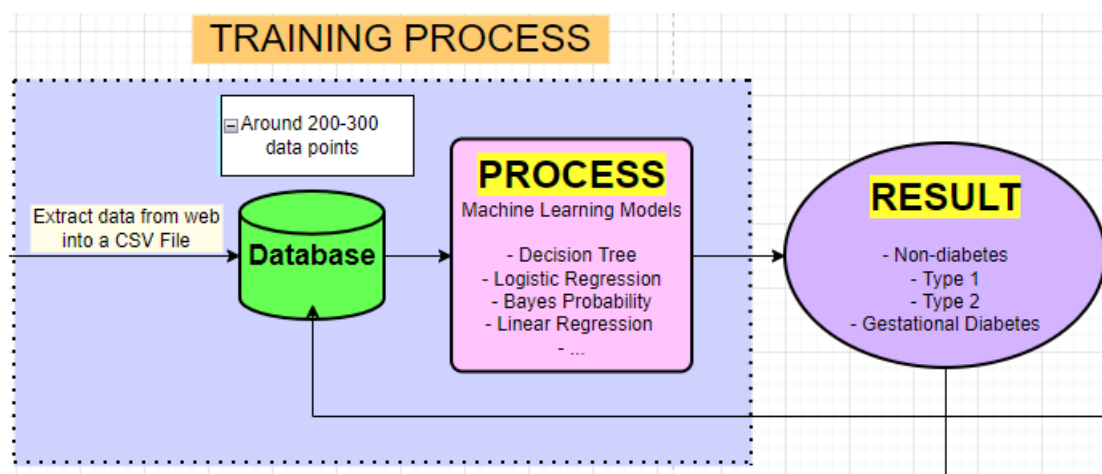 TRAINING PROCESS
Around 200-300
data points
Extract data from web
into a CSV File
Database
PROCESS
Machine Learning Models
- Decision Tree
- Logistic Regression
- Bayes Probability
- Linear Regression
- ...
RESULT
- Non-diabetes
- Type 1
- Type 2
- Gestational Diabetes